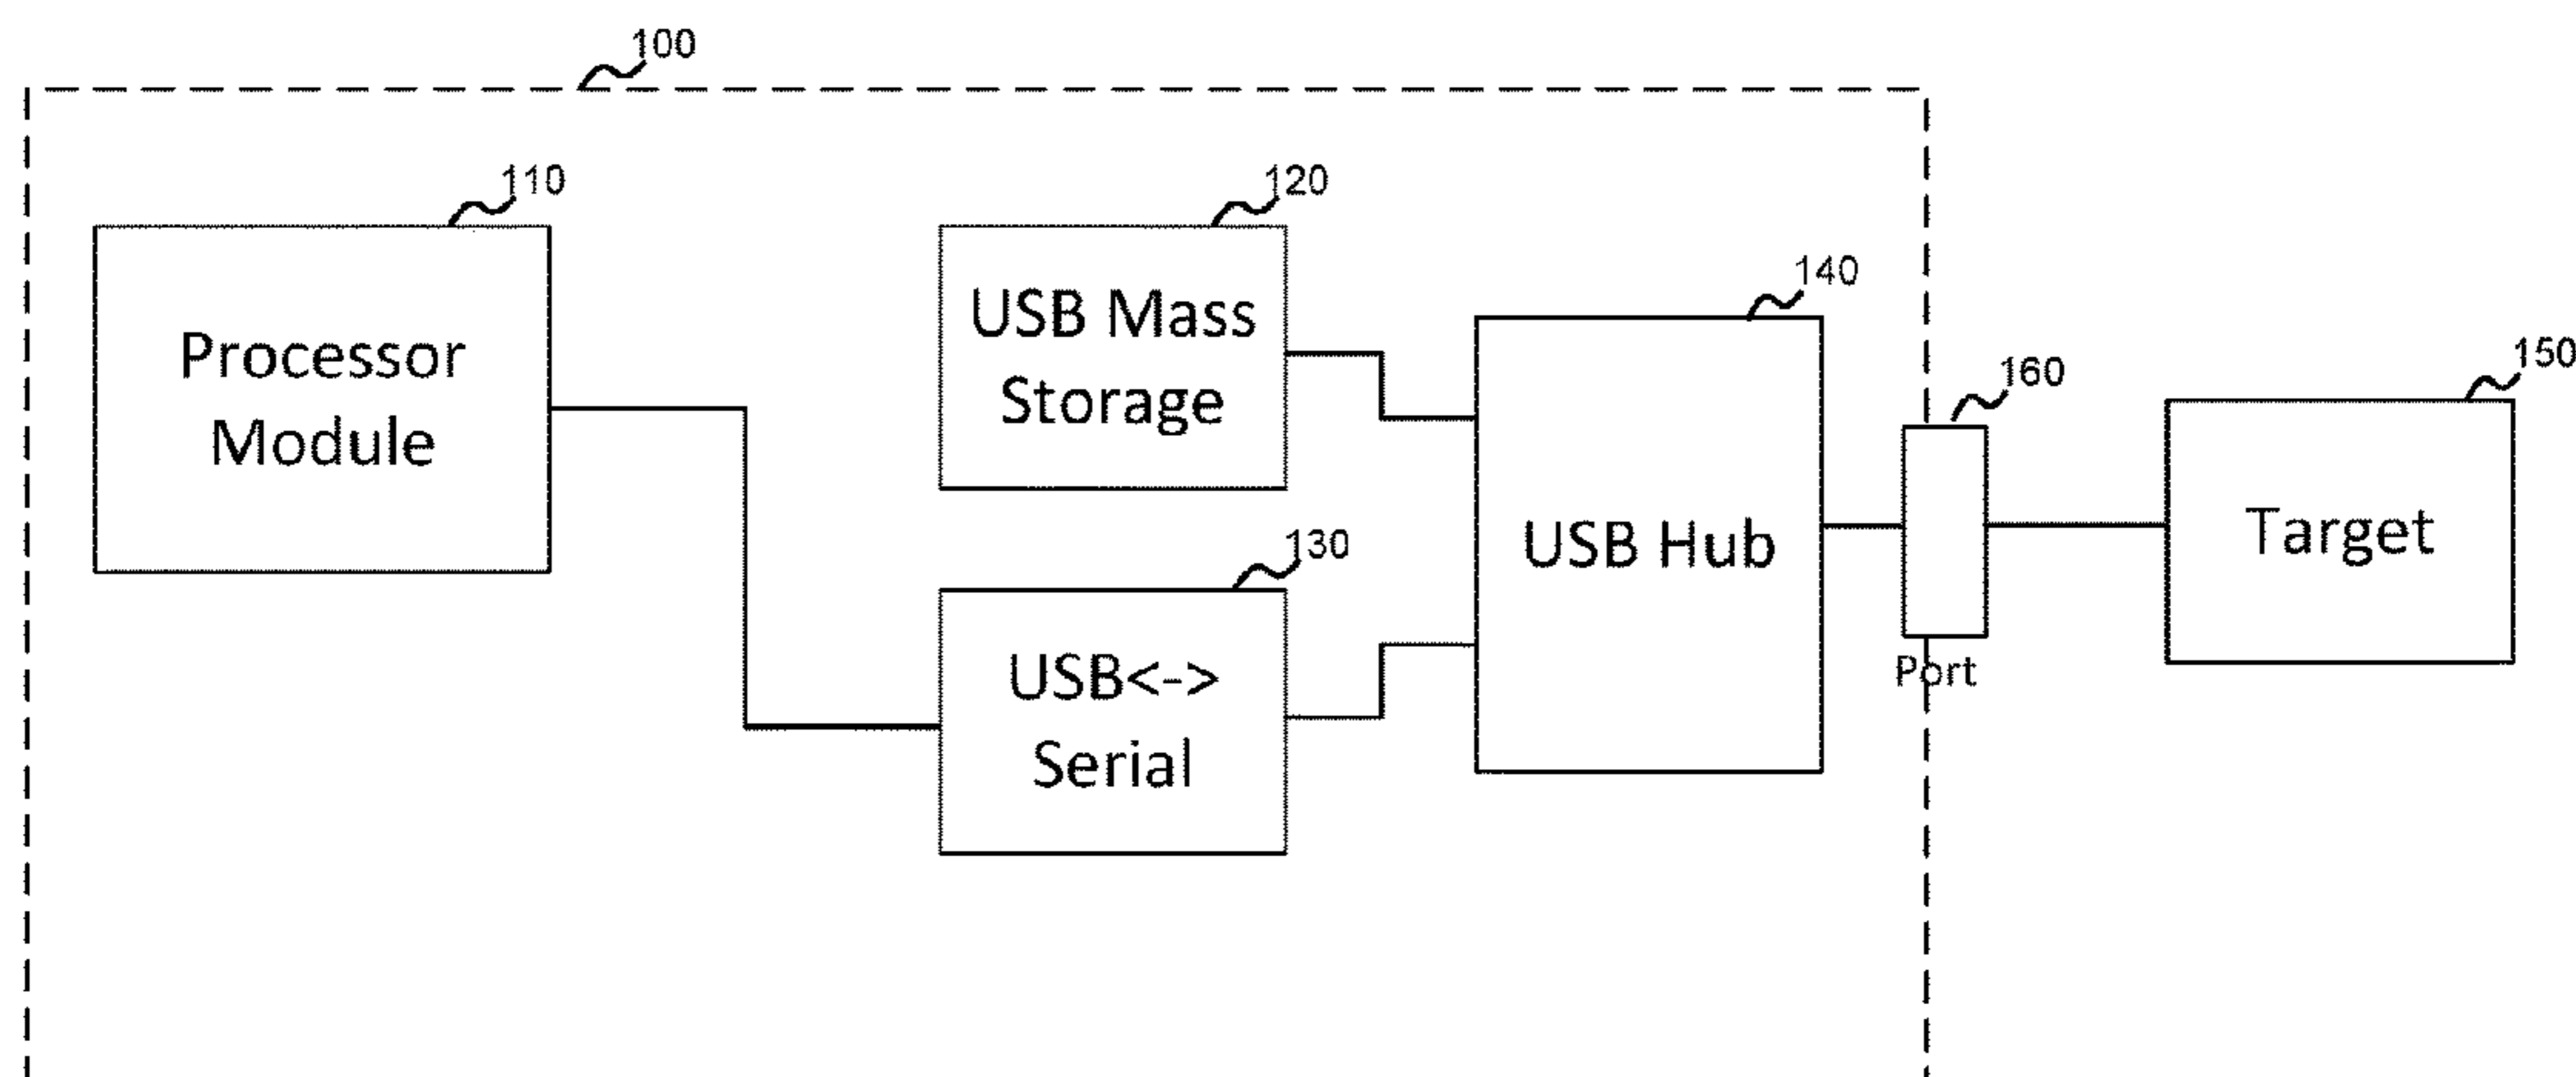 100
110
120
140
160
150
Processor
Module
USB Mass
Storage
130
USB<->
Serial
USB Hub
Port
Target